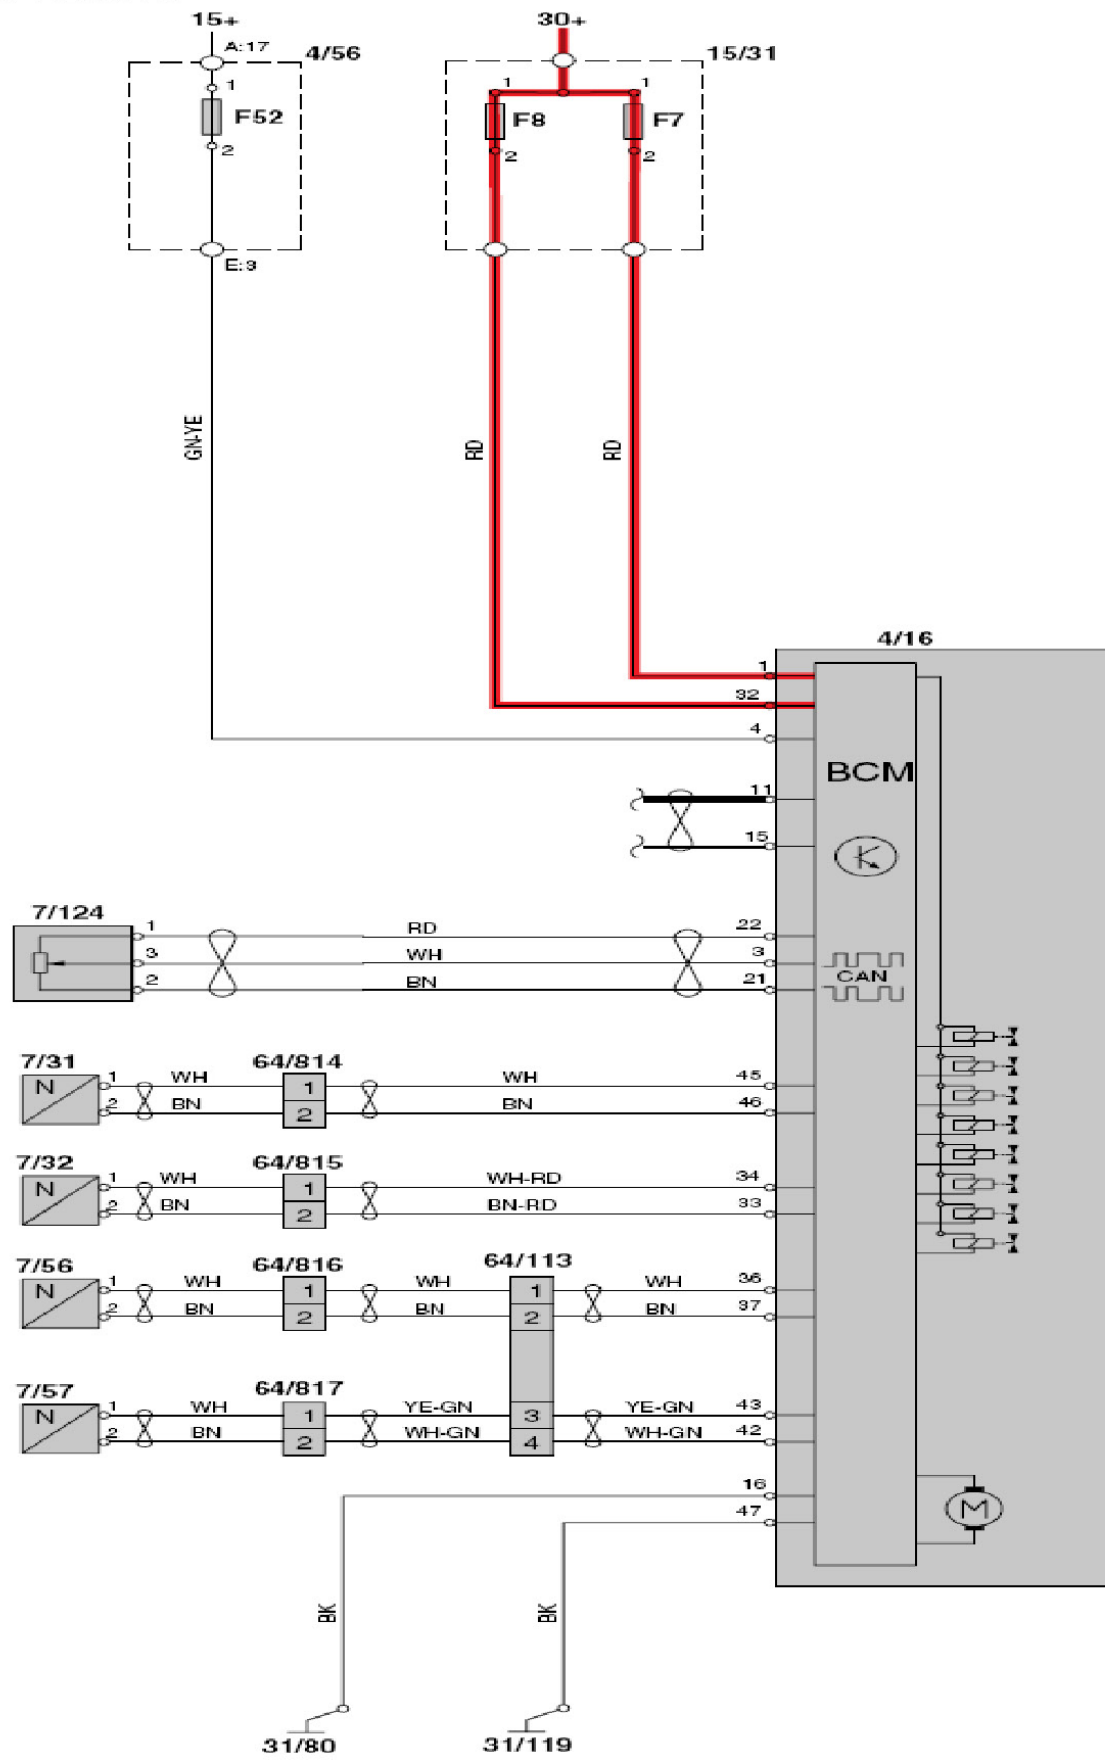 15+ 30+
A:17 4/56 15/31
1 1 1
F52 F8 F7
2 2 2
E:3
GN-YE RD RD
4/16
1
32
4
BCM
11
15
7/124
1 RD 22
3 WH 3
2 BN 21
CAN
7/31 64/814
N 1 WH 1 WH 45
2 BN 2 BN 46
7/32 64/815
N 1 WH 1 WH-RD 34
2 BN 2 BN-RD 33
7/56 64/816 64/113
N 1 WH 1 WH 1 WH 36
2 BN 2 BN 2 BN 37
7/57 64/817
N 1 WH 1 YE-GN 3 YE-GN 43
2 BN 2 WH-GN 4 WH-GN 42
16
47
M
BK BK
31/80 31/119